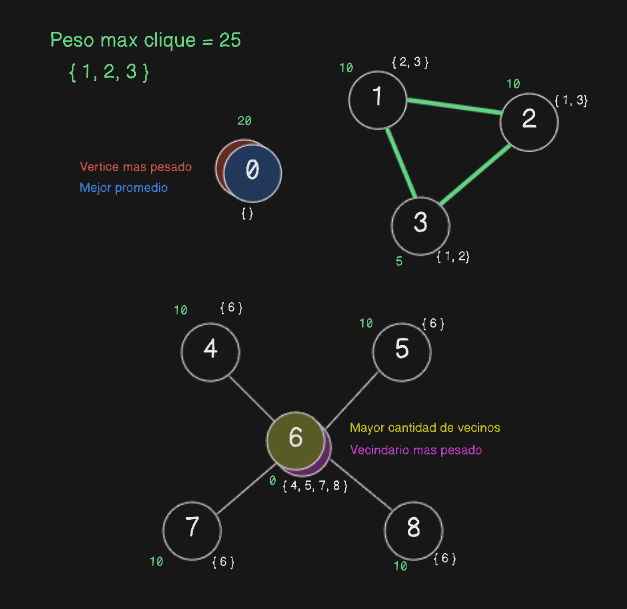 Peso max clique = 25
{ 1, 2, 3 }
10
{ 2, 3 }
1
10
{ 1, 3}
2
20
Vertice mas pesado
Mejor promedio
0
{ }
3
5
{ 1, 2}
10
{ 6 }
4
10
{ 6 }
5
6
Mayor cantidad de vecinos
Vecindario mas pesado
0
{ 4, 5, 7, 8 }
7
10
{ 6 }
8
10
{ 6 }